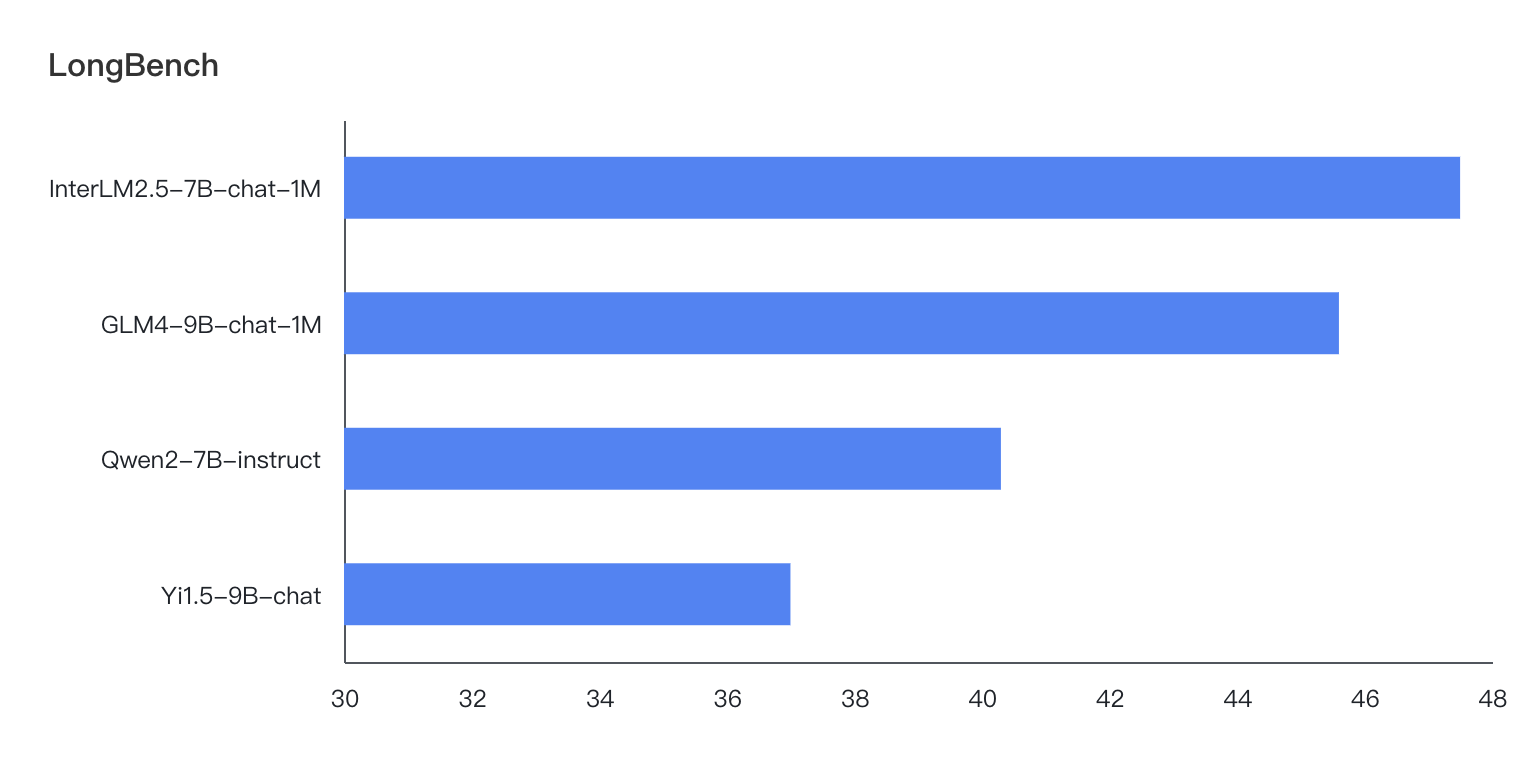 LongBench
InterLM2.5–7B–chat–1M
GLM4–9B–chat–1M
Qwen2–7B–instruct
Yi1.5–9B–chat
30 32 34 36 38 40 42 44 46 48